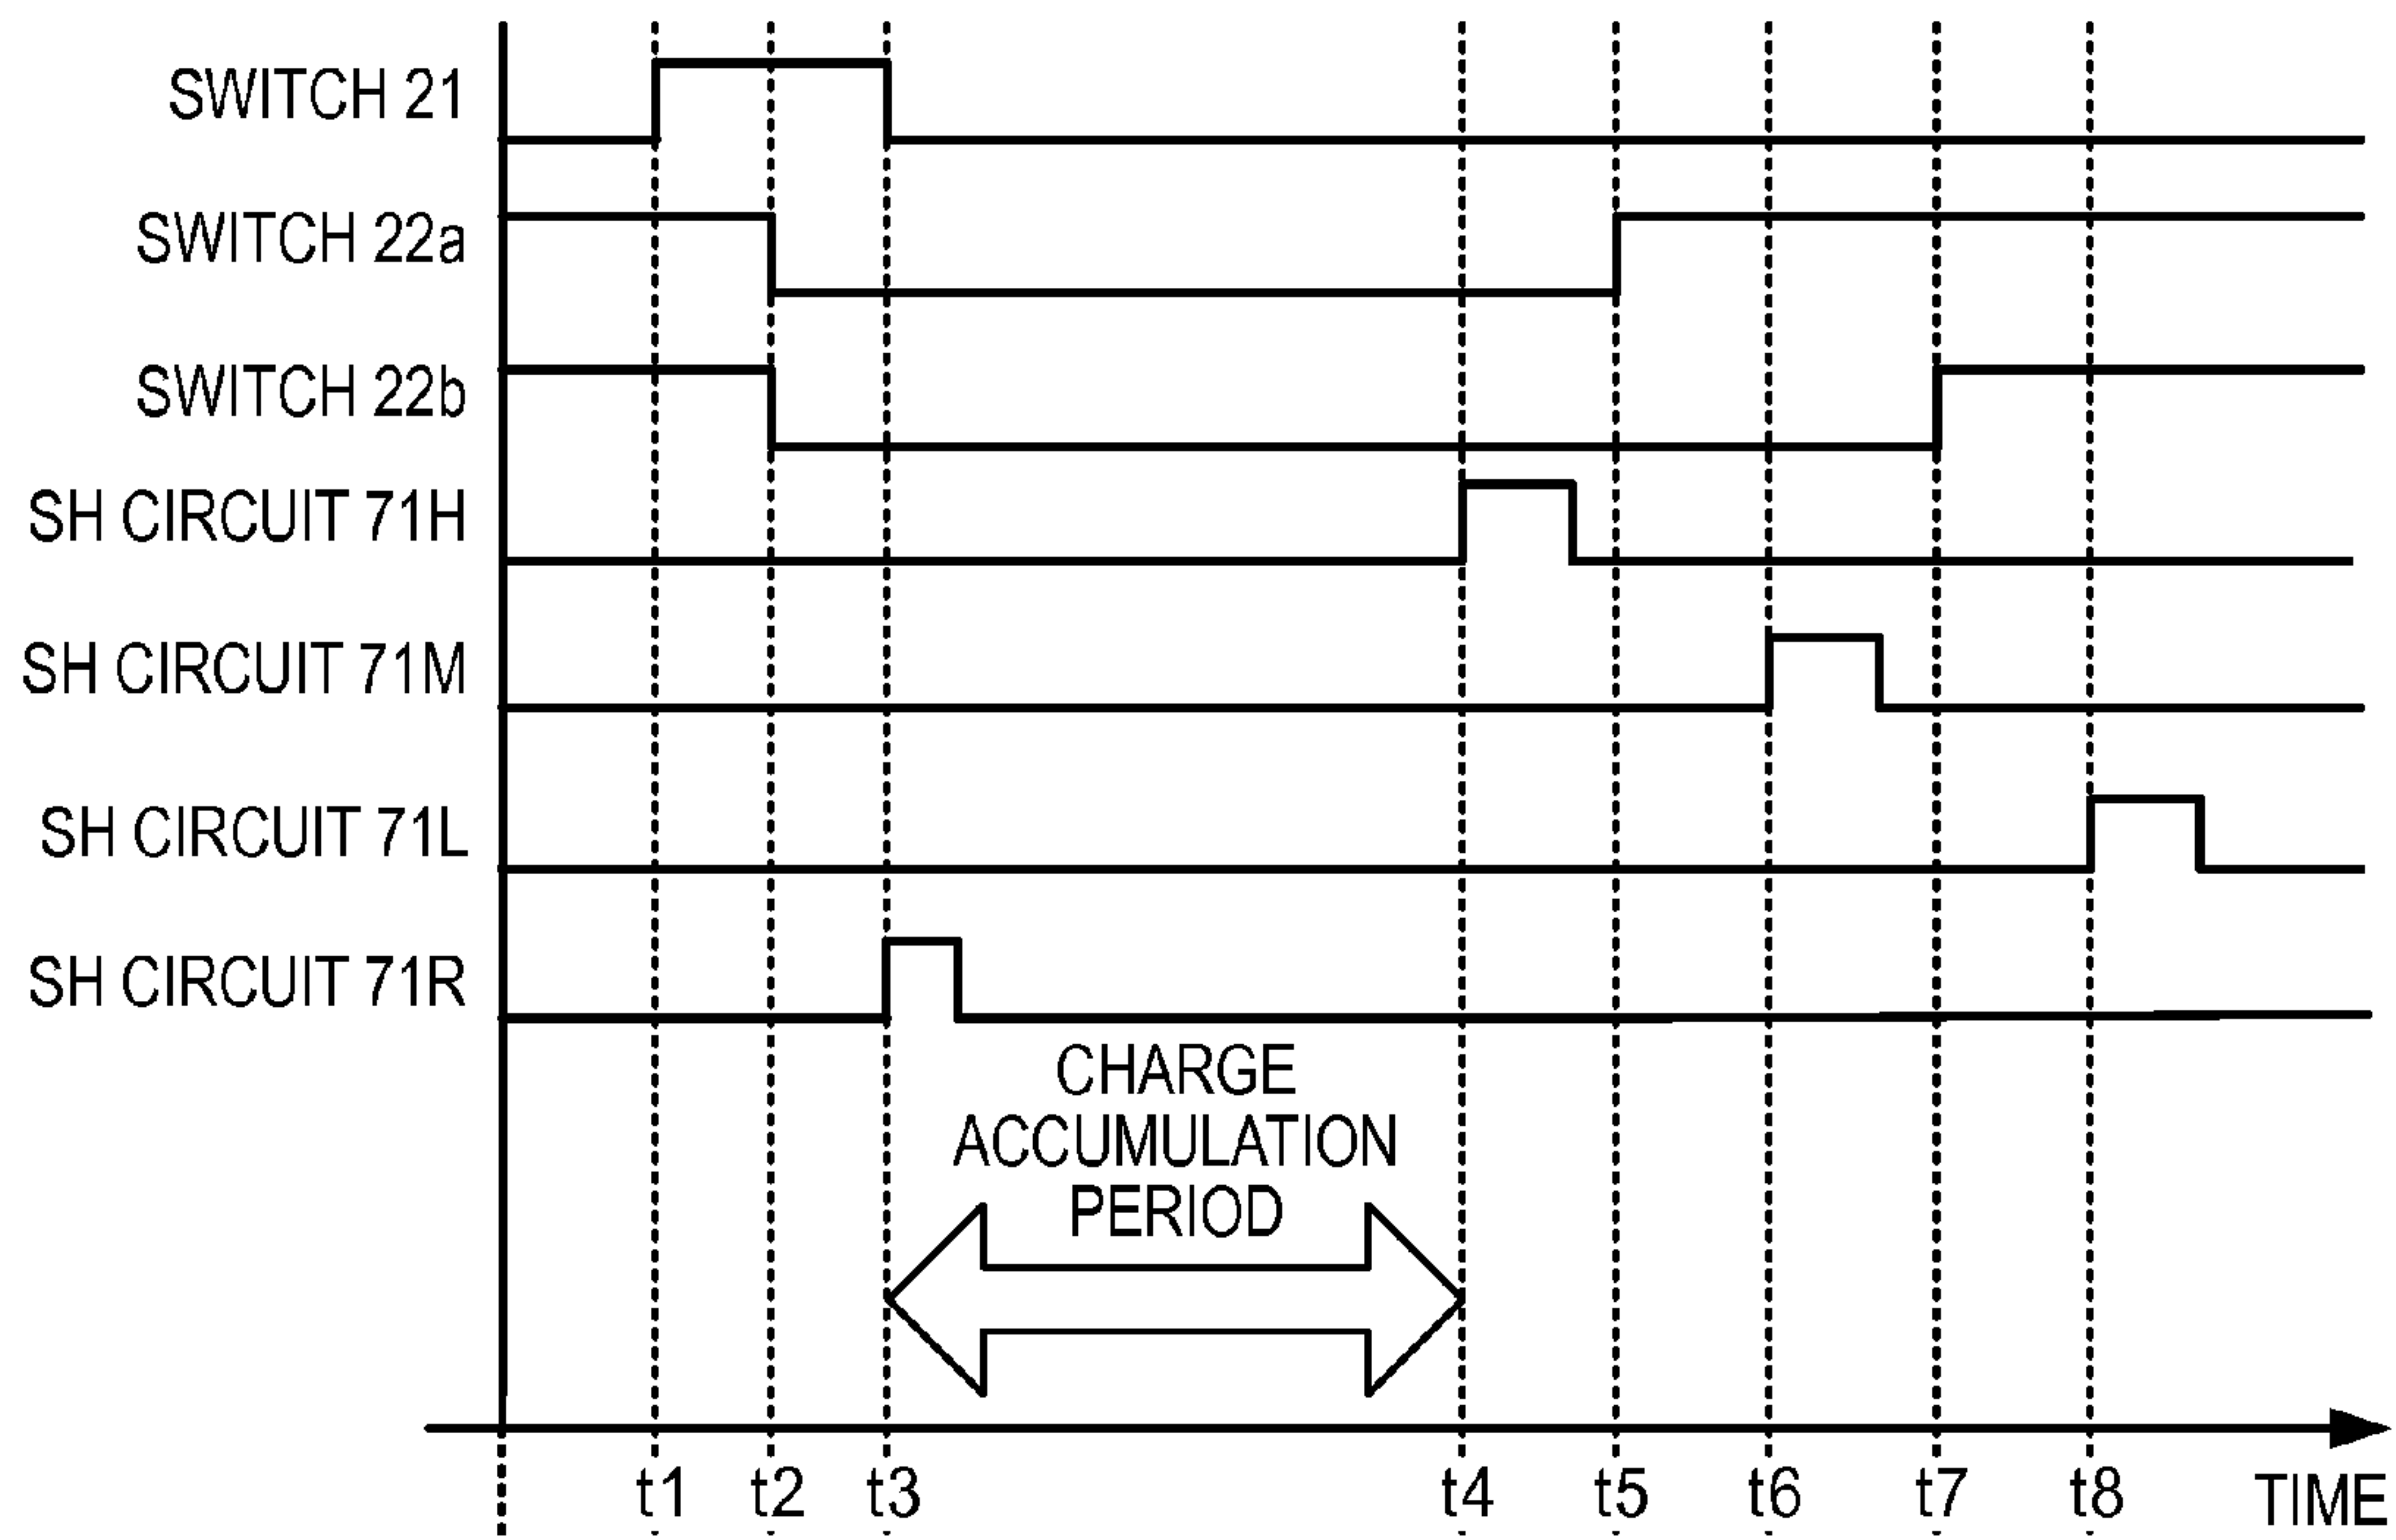 SWITCH 21
SWITCH 22a
SWITCH 22b
SH CIRCUIT 71H
SH CIRCUIT 71M
SH CIRCUIT 71L
SH CIRCUIT 71R
CHARGE
ACCUMULATION
PERIOD
t1 t2 t3 t4 t5 t6 t7 t8 TIME